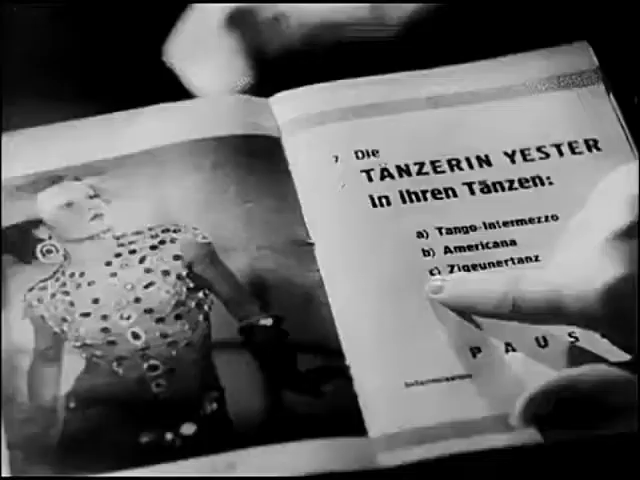 7 Die
TÄNZERIN YESTER
in ihren Tänzen:
a) Tango-Intermezzo
b) Americana
c) Zigeunertanz
PAUS